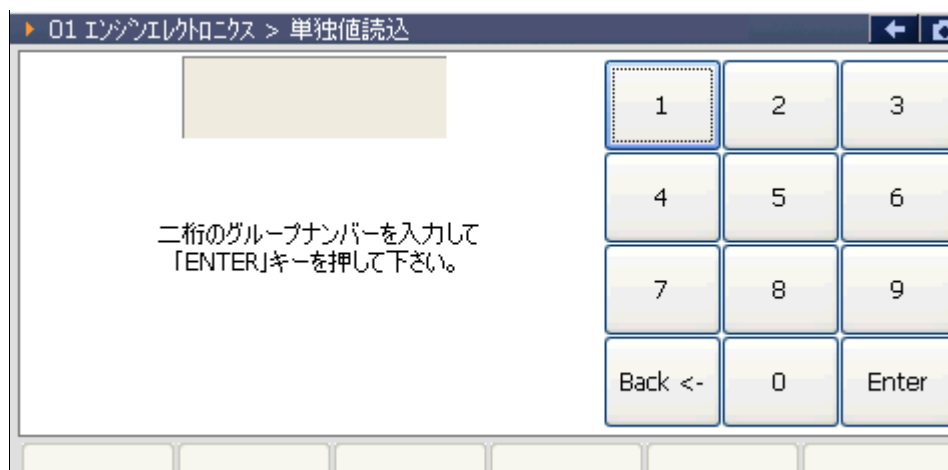 01 ｴﾝｼﾞﾝｴﾚｸﾄﾛﾆｸｽ > 単独値読込
1 2 3
4 5 6
二桁のグループナンバーを入力して
「ENTER」キーを押して下さい。
7 8 9
Back <- 0 Enter